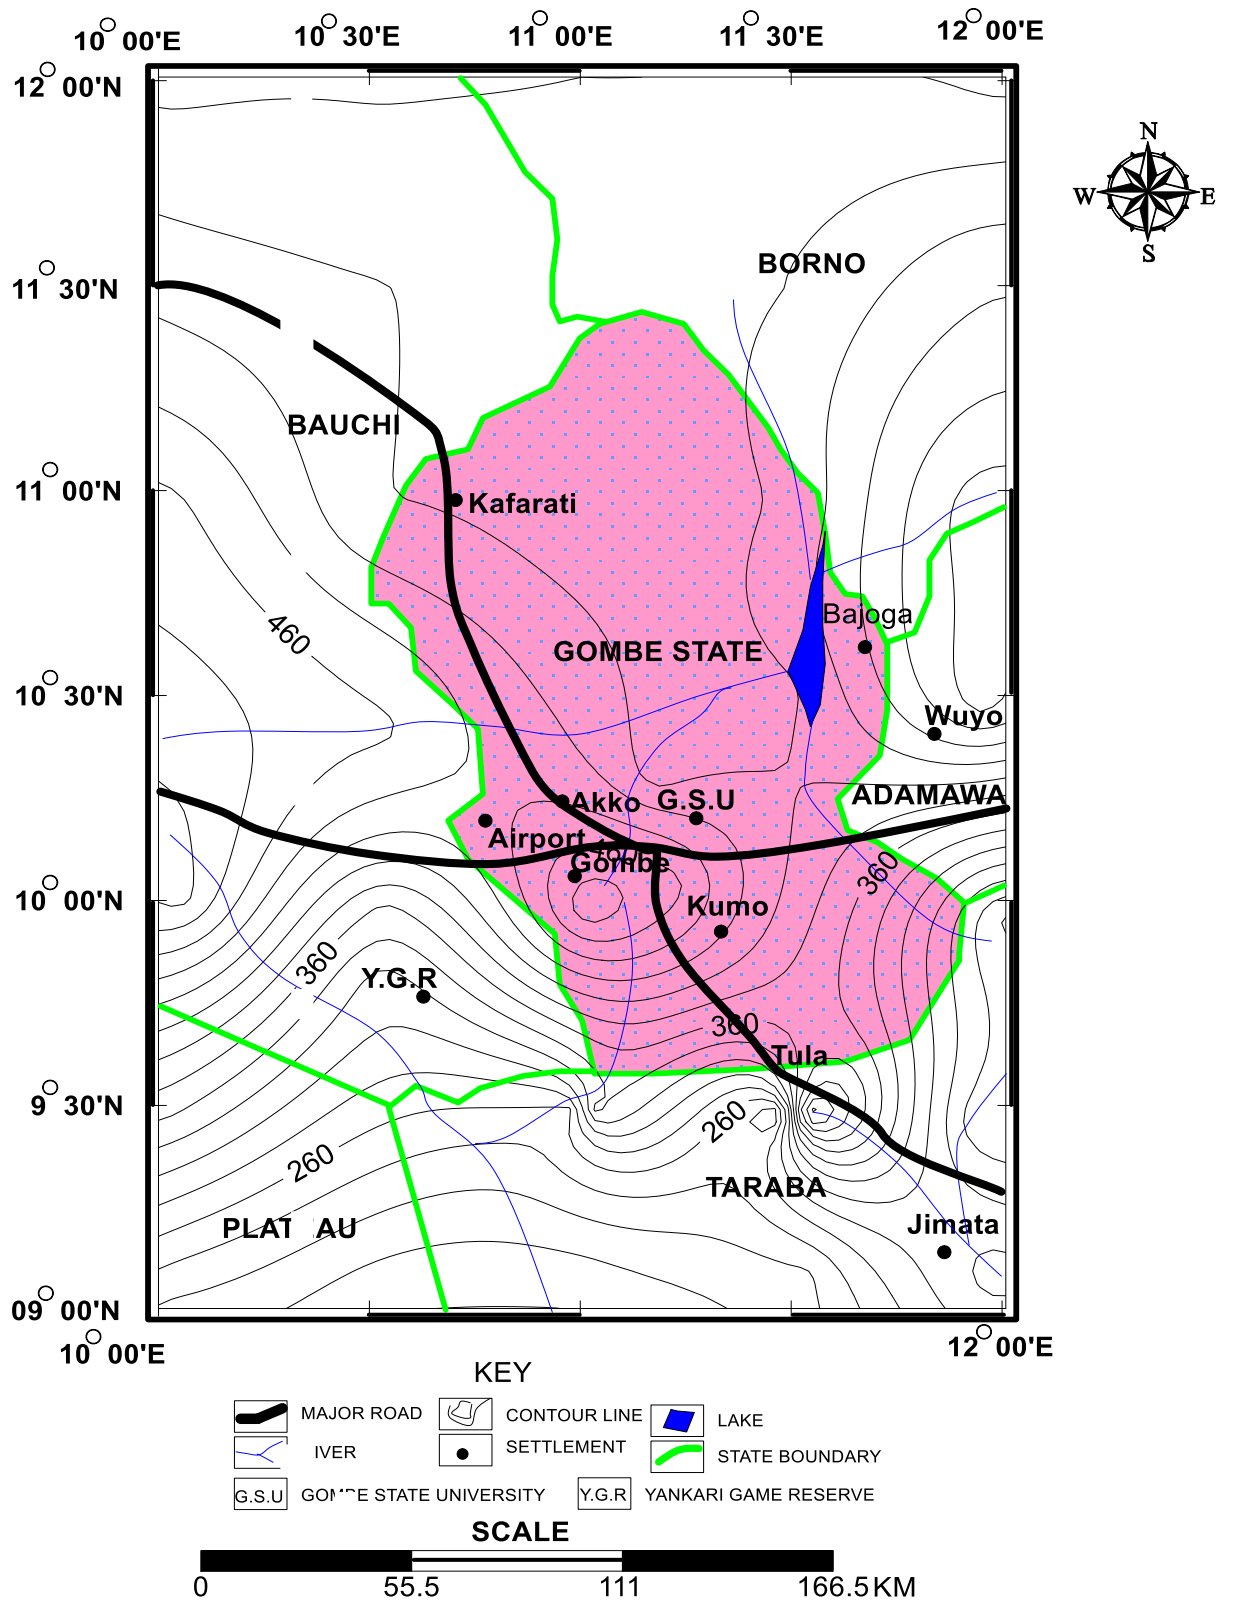 10° 00'E 10° 30'E 11° 00'E 11° 30'E 12° 00'E
12° 00'N
N
W E
S
BORNO
11° 30'N
BAUCHI
11° 00'N
Kafarati
Bajoga
460
GOMBE STATE
10° 30'N
Wuyo
ADAMAWA
Akko G.S.U
Airport
Gombe
360
10° 00'N
Kumo
360
Y.G.R
360
Tula
9° 30'N
260
260
TARABA
PLAT AU
Jimata
09° 00'N
10° 00'E 12° 00'E
KEY
MAJOR ROAD CONTOUR LINE LAKE
IVER SETTLEMENT STATE BOUNDARY
G.S.U GOMBE STATE UNIVERSITY Y.G.R YANKARI GAME RESERVE
SCALE
0 55.5 111 166.5 KM